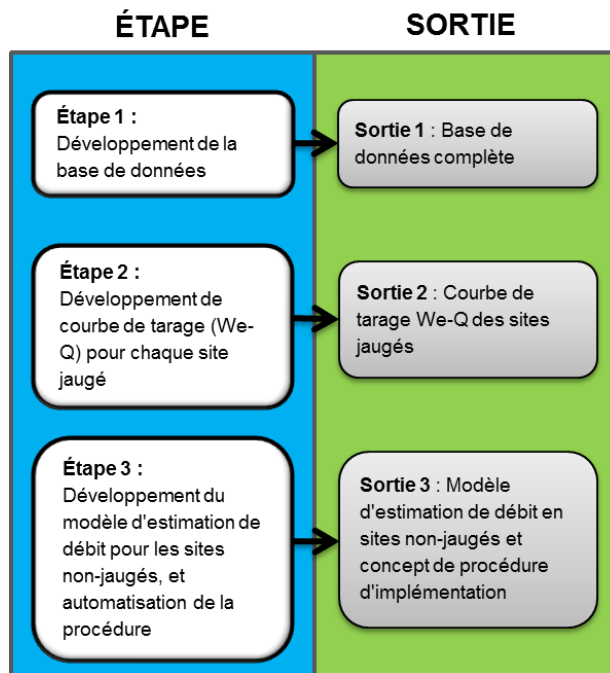 ÉTAPE
SORTIE
Étape 1 :
Développement de la
base de données
Sortie 1 : Base de
données complète
Étape 2 :
Développement de
courbe de tarage (We-
Q) pour chaque site
jaugé
Sortie 2 : Courbe de
tarage We-Q des sites
jaugés
Étape 3 :
Développement du
modèle d'estimation de
débit pour les sites
non-jaugés, et
automatisation de la
procédure
Sortie 3 : Modèle
d'estimation de débit en
sites non-jaugés et
concept de procédure
d'implémentation